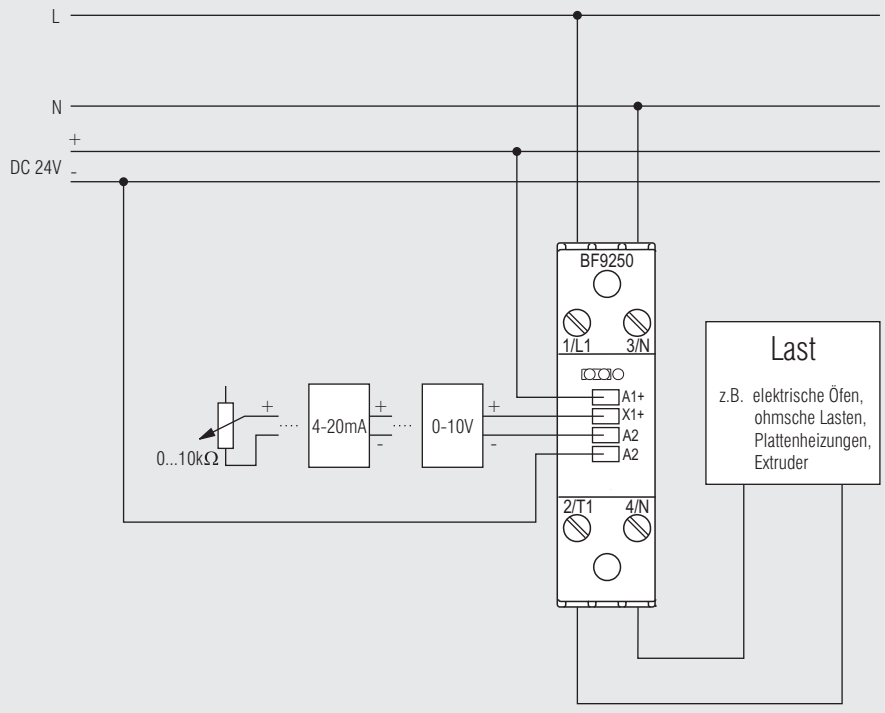 L
N
+
DC 24V
-
BF9250
1/L1 3/N
Last
z.B. elektrische Öfen,
ohmsche Lasten,
Plattenheizungen,
Extruder
A1+
X1+
A2
A2
+
0...10kΩ
4-20mA
+
-
0-10V
+
-
2/T1 4/N